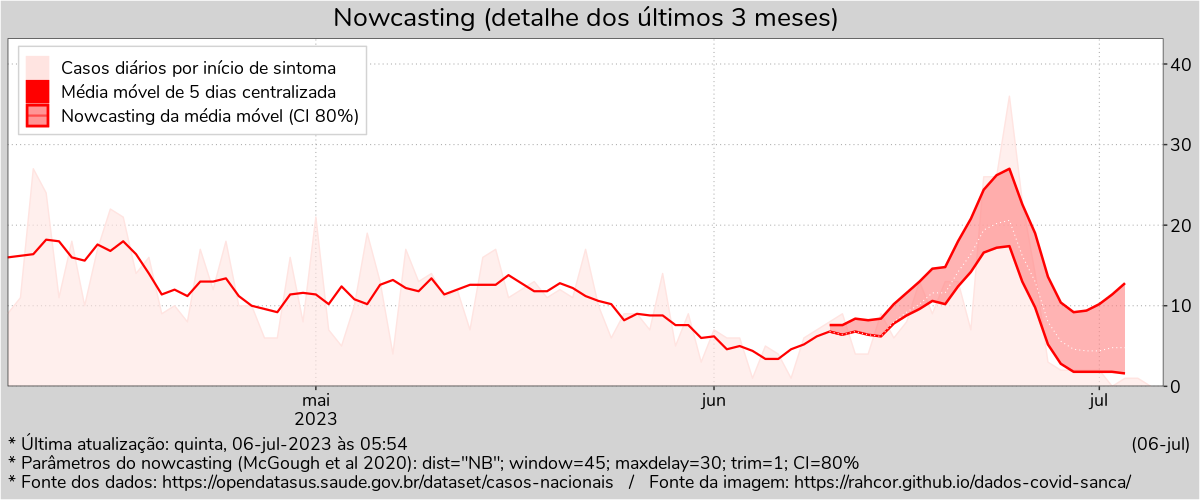 Nowcasting (detalhe dos últimos 3 meses)
Casos diários por início de sintoma
Média móvel de 5 dias centralizada
Nowcasting da média móvel (CI 80%)
40
30
20
10
0
mai
2023
jun
jul
* Última atualização: quinta, 06-jul-2023 às 05:54
(06-jul)
* Parâmetros do nowcasting (McGough et al 2020): dist="NB"; window=45; maxdelay=30; trim=1; CI=80%
* Fonte dos dados: https://opendatasus.saude.gov.br/dataset/casos-nacionais / Fonte da imagem: https://rahcor.github.io/dados-covid-sanca/